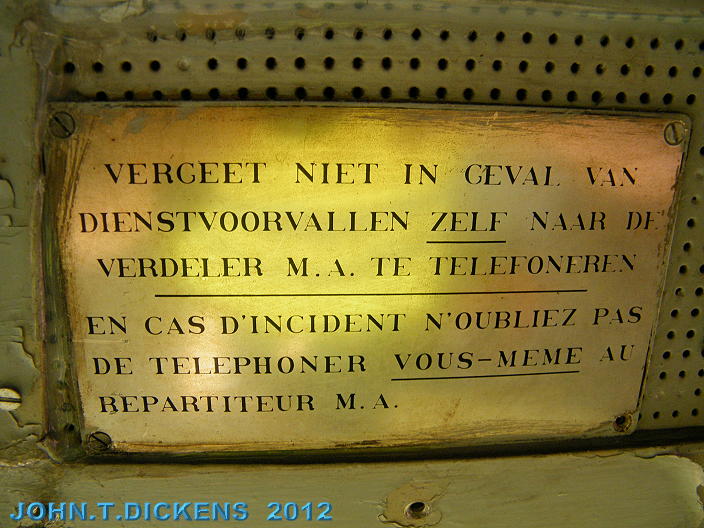 VERGEET NIET IN GEVAL VAN
DIENSTVOORVALLEN ZELF NAAR DE
VERDELER M.A. TE TELEFONEREN
EN CAS D'INCIDENT N'OUBLIEZ PAS
DE TELEPHONER VOUS-MEME AU
REPARTITEUR M.A.
JOHN.T.DICKENS 2012